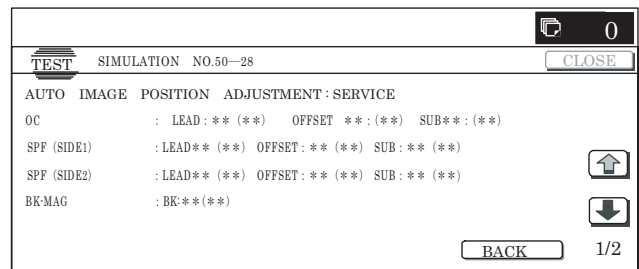 0
TEST SIMULATION NO.50—28 CLOSE
AUTO IMAGE POSITION ADJUSTMENT : SERVICE
OC : LEAD : ** (**) OFFSET ** : (**) SUB** : (**)
SPF (SIDE1) : LEAD** (**) OFFSET : ** (**) SUB : ** (**)
SPF (SIDE2) : LEAD** (**) OFFSET : ** (**) SUB : ** (**)
BK-MAG : BK:**(**)
BACK 1/2